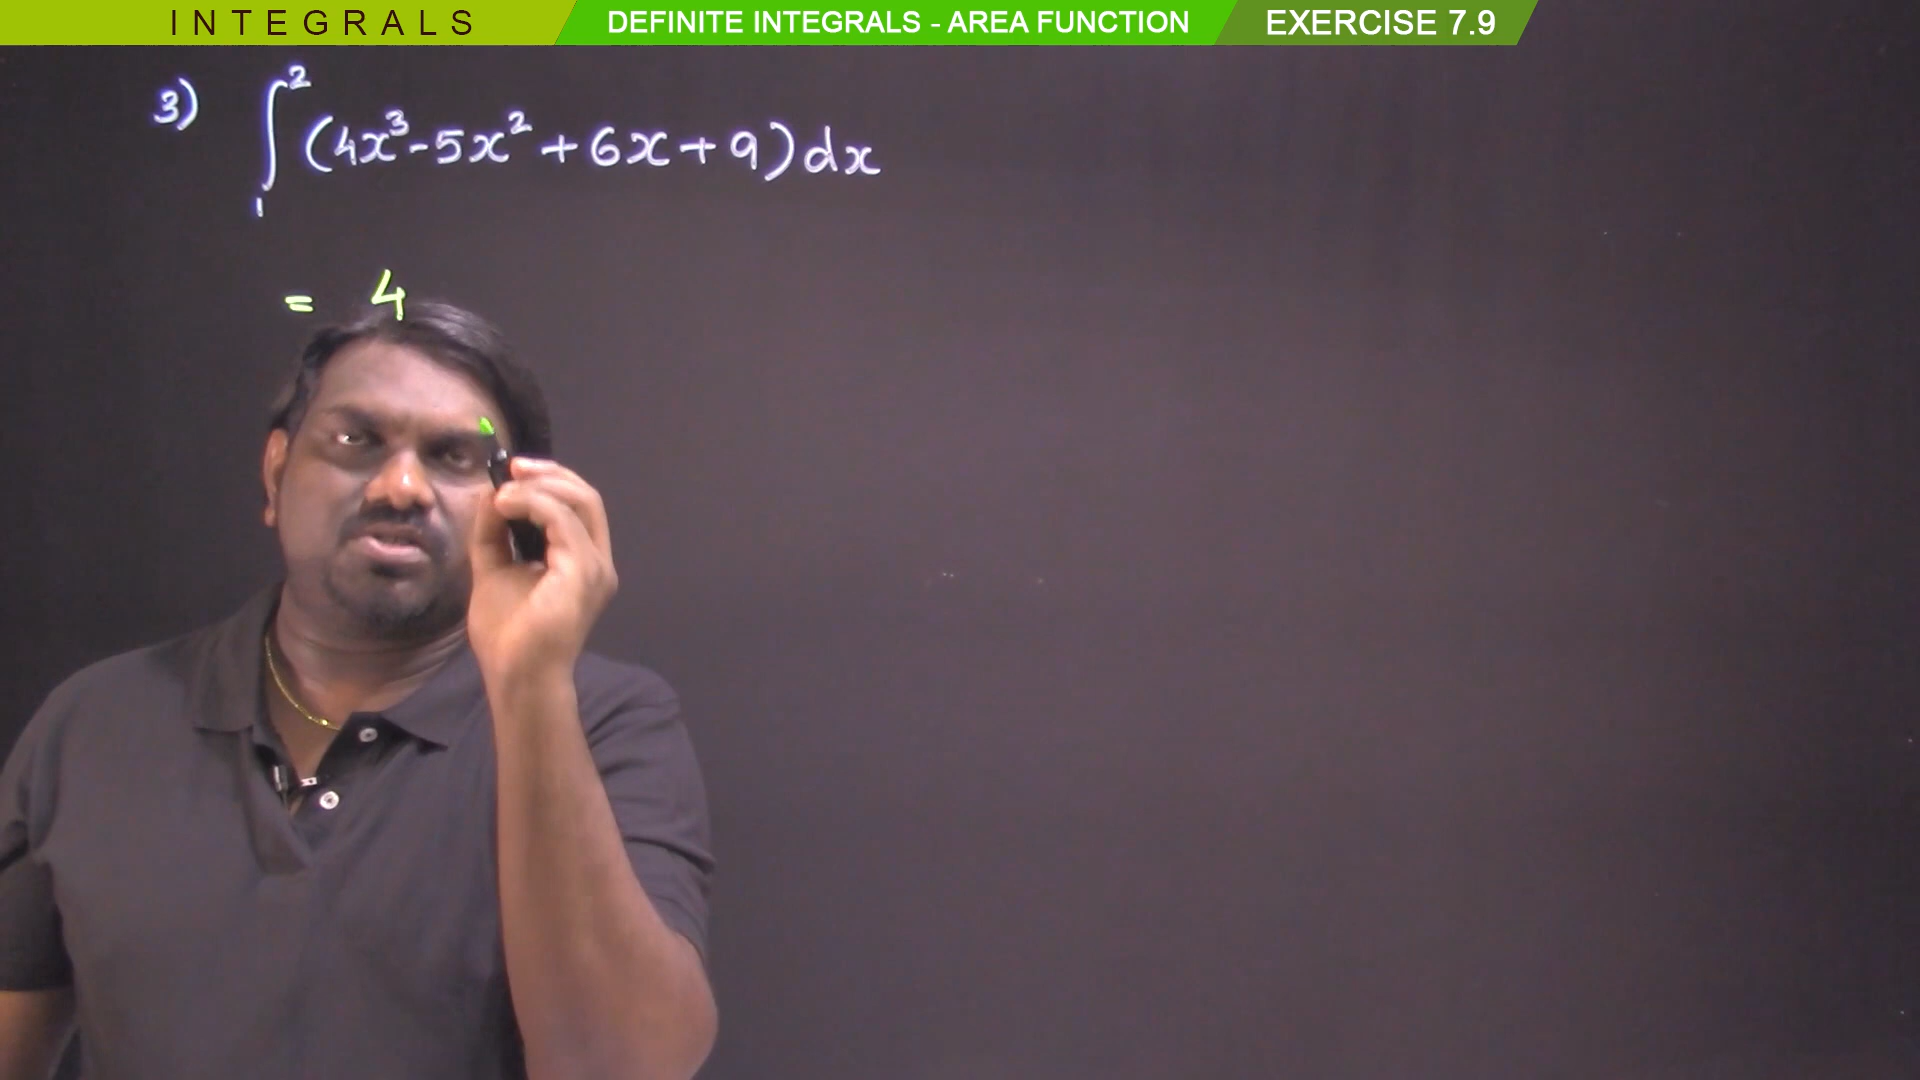 INTEGRALS DEFINITE INTEGRALS - AREA FUNCTION EXERCISE 7.9
3) ∫₁² (4x³-5x²+6x+9)dx
= 4